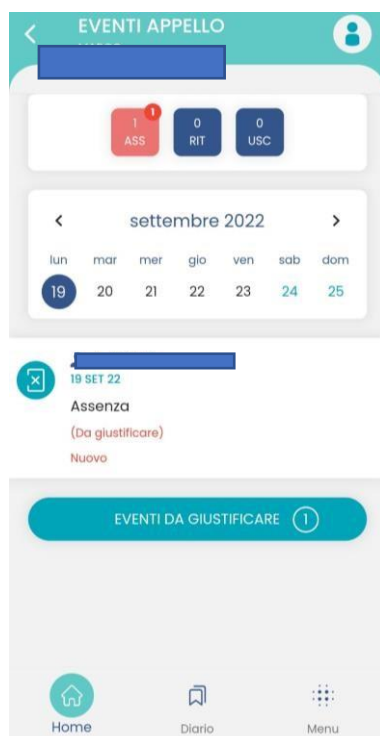 EVENTI APPELLO
1
1 0 0
ASS RIT USC
settembre 2022
lun mar mer gio ven sab dom
19 20 21 22 23 24 25
19 SET 22
Assenza
(Da giustificare)
Nuovo
EVENTI DA GIUSTIFICARE 1
Home Diario Menu